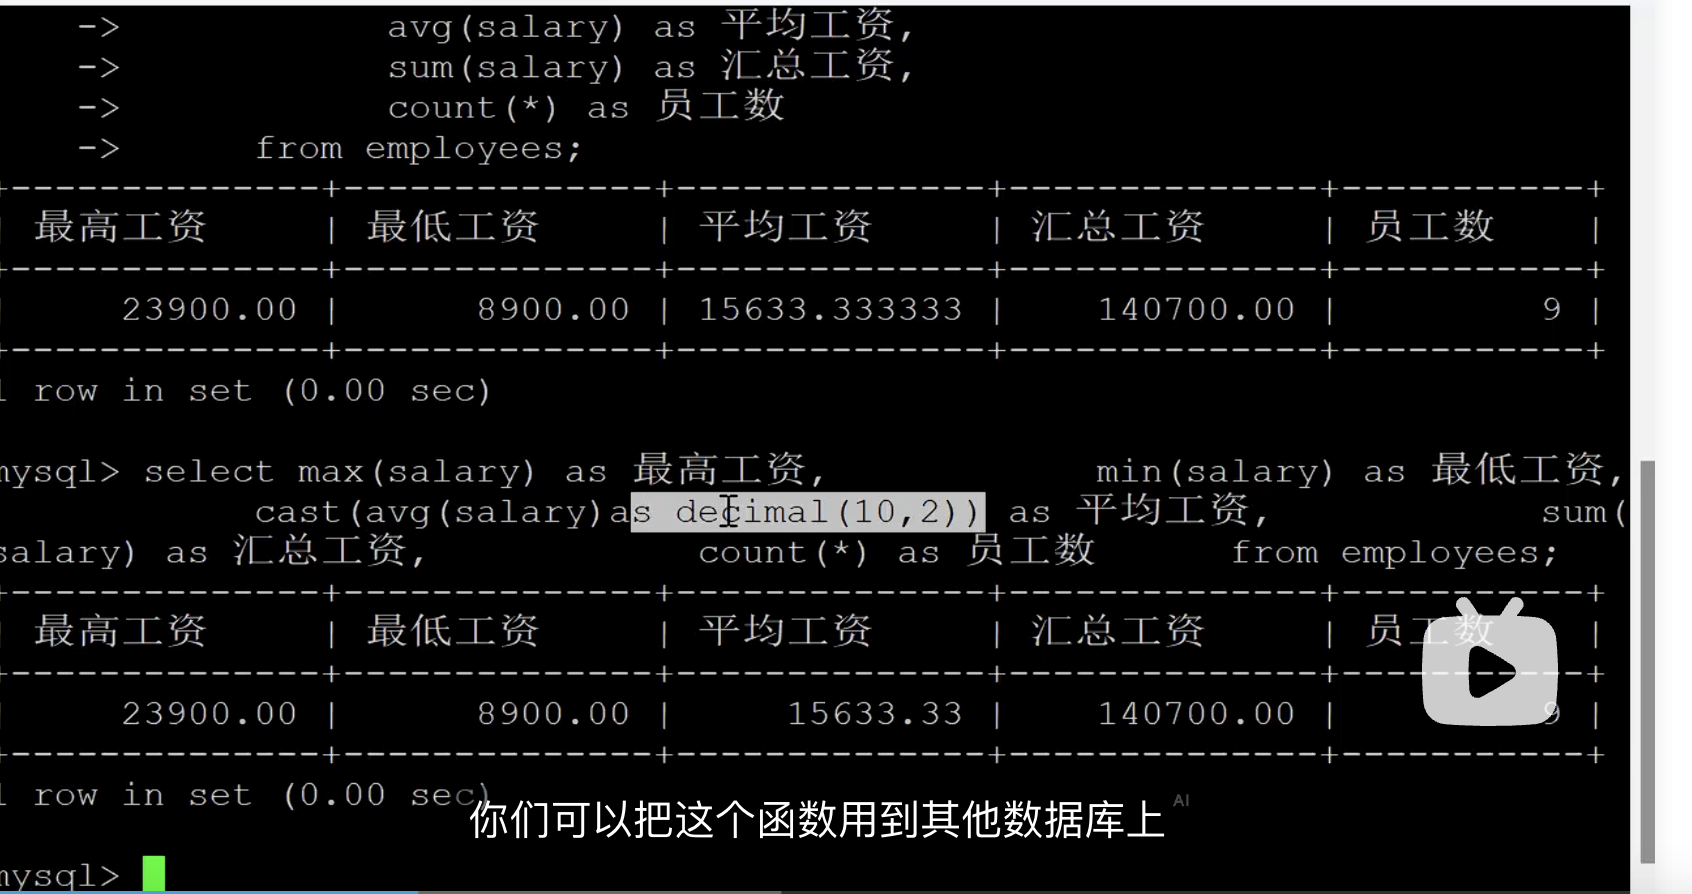 -> avg(salary) as 平均工资,
-> sum(salary) as 汇总工资,
-> count(*) as 员工数
-> from employees;
+--------------+--------------+--------------+--------------+-----------+
| 最高工资 | 最低工资 | 平均工资 | 汇总工资 | 员工数 |
+--------------+--------------+--------------+--------------+-----------+
| 23900.00 | 8900.00 | 15633.333333 | 140700.00 | 9 |
+--------------+--------------+--------------+--------------+-----------+
1 row in set (0.00 sec)
mysql> select max(salary) as 最高工资, min(salary) as 最低工资,
cast(avg(salary)as decimal(10,2)) as 平均工资, sum(
salary) as 汇总工资, count(*) as 员工数 from employees;
+--------------+--------------+--------------+--------------+-----------+
| 最高工资 | 最低工资 | 平均工资 | 汇总工资 | 员工数 |
+--------------+--------------+--------------+--------------+-----------+
| 23900.00 | 8900.00 | 15633.33 | 140700.00 | 9 |
+--------------+--------------+--------------+--------------+-----------+
1 row in set (0.00 sec)
你们可以把这个函数用到其他数据库上 AI
mysql>